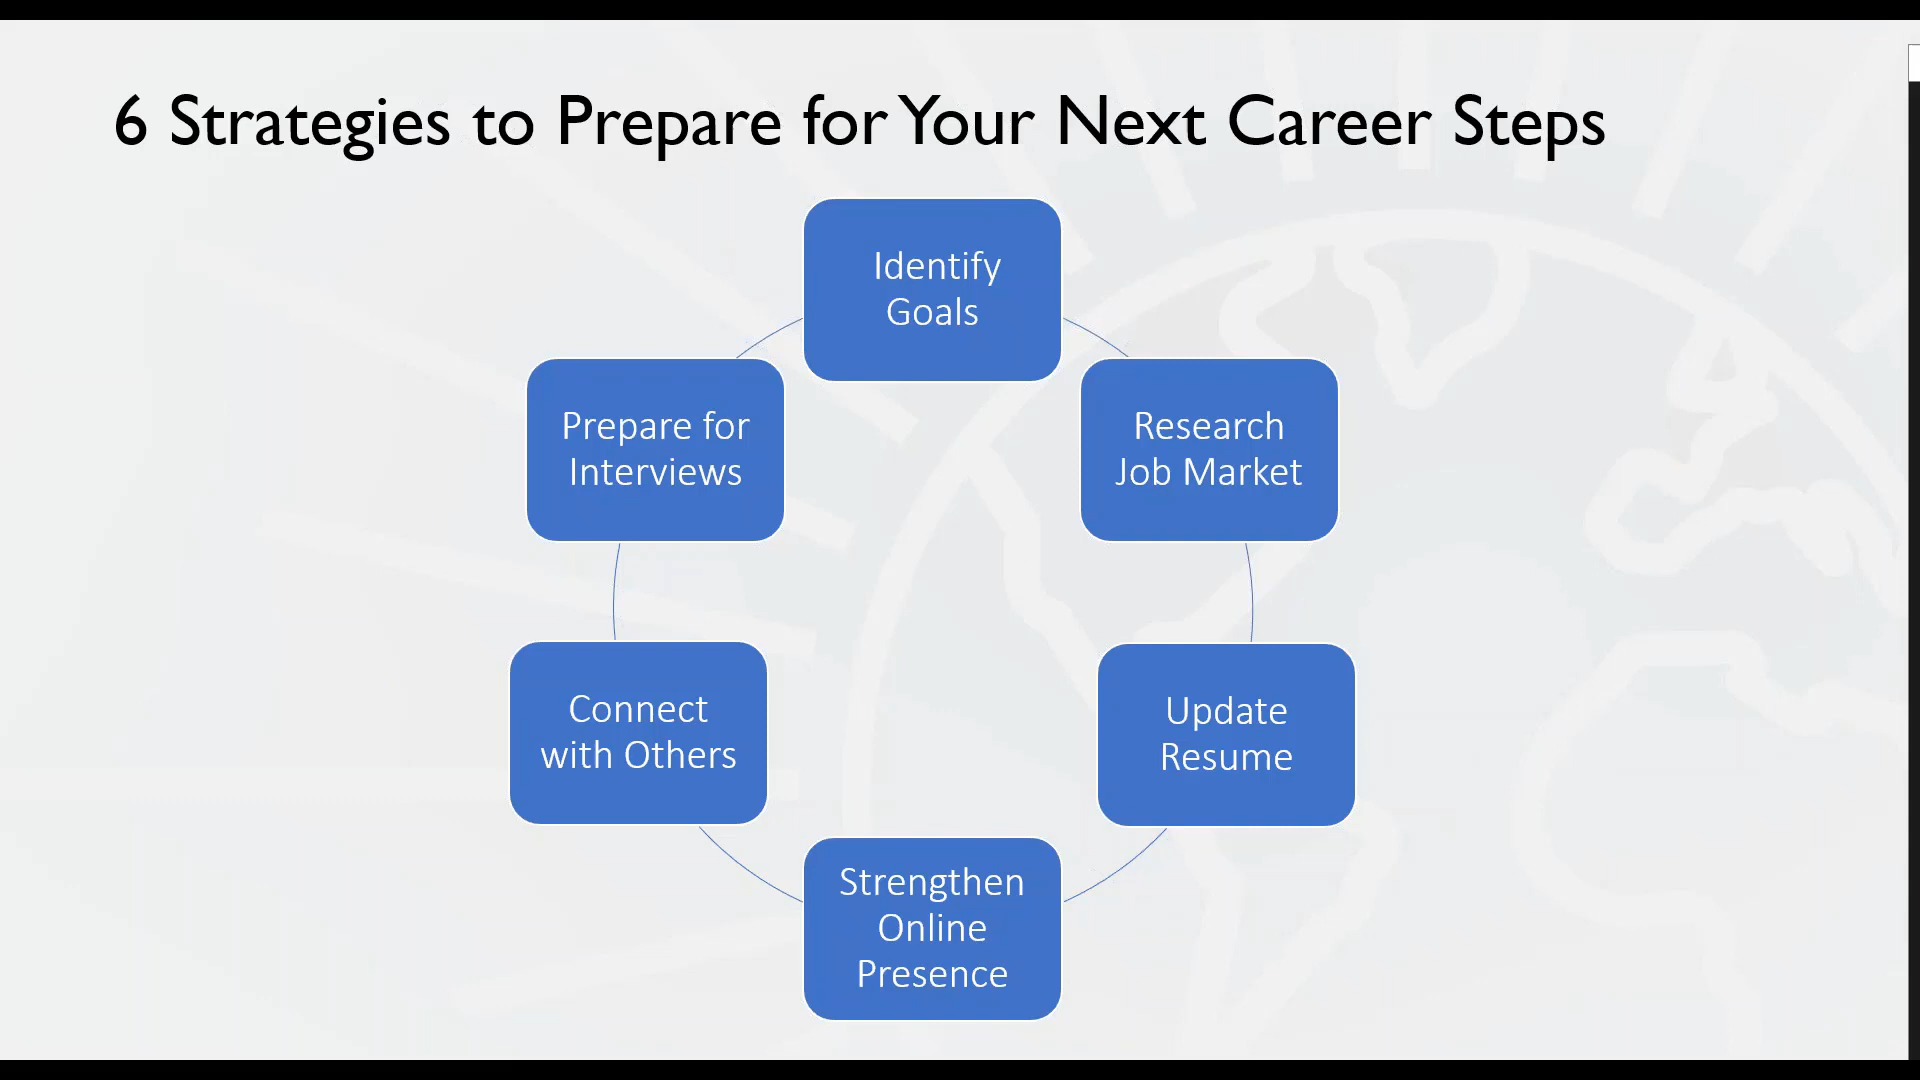 6 Strategies to Prepare for Your Next Career Steps
Identify
Goals
Research
Job Market
Update
Resume
Strengthen
Online
Presence
Connect
with Others
Prepare for
Interviews